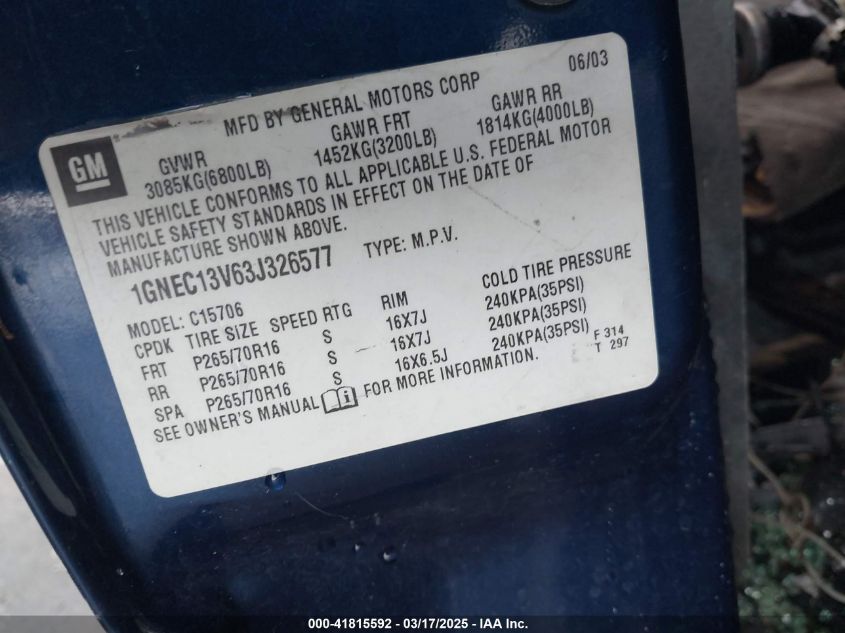 06/03
MFD BY GENERAL MOTORS CORP
GM
GVWR GAWR FRT GAWR RR
3085KG(6800LB) 1452KG(3200LB) 1814KG(4000LB)
THIS VEHICLE CONFORMS TO ALL APPLICABLE U.S. FEDERAL MOTOR
VEHICLE SAFETY STANDARDS IN EFFECT ON THE DATE OF
MANUFACTURE SHOWN ABOVE.
1GNEC13V63J326577 TYPE: M.P.V.
MODEL: C15706
CPDK TIRE SIZE SPEED RTG RIM COLD TIRE PRESSURE
FRT P265/70R16 S 16X7J 240KPA(35PSI)
RR P265/70R16 S 16X7J 240KPA(35PSI)
SPA P265/70R16 S 16X6.5J 240KPA(35PSI)
SEE OWNER'S MANUAL i FOR MORE INFORMATION.
F 314
T 297
000-41815592 - 03/17/2025 - IAA Inc.